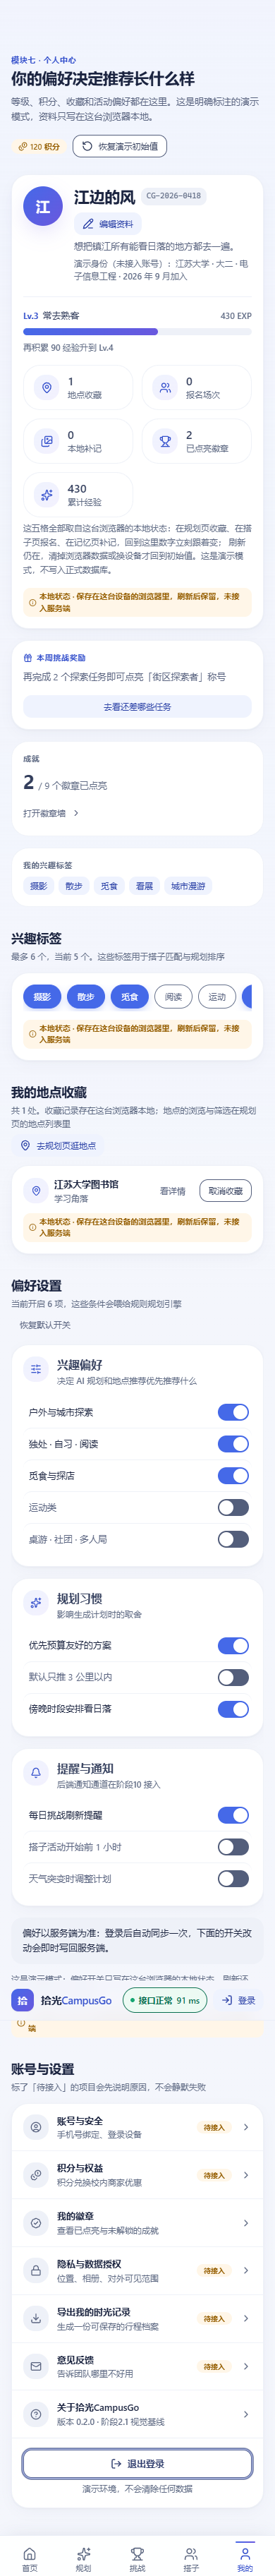 模块七 · 个人中心
你的偏好决定推荐长什么样
等级、积分、收藏和活动偏好都在这里。这是明确标注的演示模式，资料只写在这台浏览器本地。
120 积分
恢复演示初始值
江
江边的风
CG-2026-0418
编辑资料
想把镇江所有能看日落的地方都去一遍。
演示身份（未接入账号）：江苏大学 · 大二 · 电子信息工程 · 2026 年 9 月加入
Lv.3 常去熟客
430 EXP
再积累 90 经验升到 Lv.4
1
地点收藏
0
报名场次
0
本地补记
2
已点亮徽章
430
累计经验
这五格全部取自这台浏览器的本地状态：在规划页收藏、在搭子页报名、在记忆页补记，回到这里数字立刻跟着变； 刷新仍在，清掉浏览器数据或换设备才回到初始值。这是演示模式，不写入正式数据库。
本地状态 · 保存在这台设备的浏览器里，刷新后保留，未接入服务端
本周挑战奖励
再完成 2 个探索任务即可点亮「街区探索者」称号
去看还差哪些任务
成就
2 / 9 个徽章已点亮
打开徽章墙
我的兴趣标签
摄影
散步
觅食
看展
城市漫游
兴趣标签
最多 6 个，当前 5 个。这些标签用于搭子匹配与规划排序
摄影
散步
觅食
阅读
运动
本地状态 · 保存在这台设备的浏览器里，刷新后保留，未接入服务端
我的地点收藏
共 1 处。收藏记录存在这台浏览器本地；地点的浏览与筛选在规划页的地点列表里
去规划页逛地点
江苏大学图书馆
学习角落
看详情
取消收藏
本地状态 · 保存在这台设备的浏览器里，刷新后保留，未接入服务端
偏好设置
当前开启 6 项，这些条件会喂给规则规划引擎
恢复默认开关
兴趣偏好
决定 AI 规划和地点推荐优先推荐什么
户外与城市探索
独处 · 自习 · 阅读
觅食与探店
运动类
桌游 · 社团 · 多人局
规划习惯
影响生成计划时的取舍
优先预算友好的方案
默认只推 3 公里以内
傍晚时段安排看日落
提醒与通知
后端通知通道在阶段10 接入
每日挑战刷新提醒
搭子活动开始前 1 小时
天气突变时调整计划
偏好以服务端为准：登录后自动同步一次，下面的开关改动会即时写回服务端。
拾
拾光CampusGo
接口正常 91 ms
登录
端
账号与设置
标了「待接入」的项目会先说明原因，不会静默失败
账号与安全
手机号绑定、登录设备
待接入
积分与权益
积分兑换校内商家优惠
待接入
我的徽章
查看已点亮与未解锁的成就
隐私与数据授权
位置、相册、对外可见范围
待接入
导出我的时光记录
生成一份可保存的行程档案
待接入
意见反馈
告诉团队哪里不好用
待接入
关于拾光CampusGo
版本 0.2.0 · 阶段2.1 视觉基线
退出登录
演示环境，不会清除任何数据
首页
规划
挑战
搭子
我的